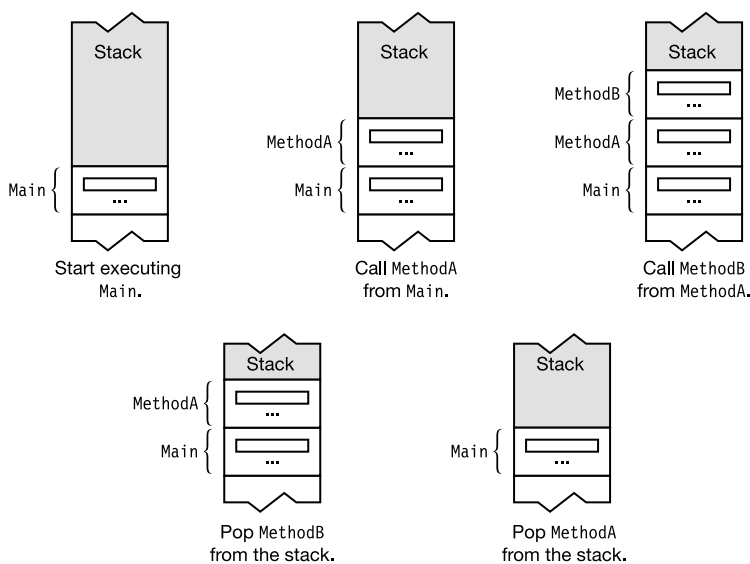 Stack
Main
...
Start executing
Main.
Stack
MethodA
...
Main
...
Call MethodA
from Main.
Stack
MethodB
...
MethodA
...
Main
...
Call MethodB
from MethodA.
Stack
MethodA
...
Main
...
Pop MethodB
from the stack.
Stack
Main
...
Pop MethodA
from the stack.